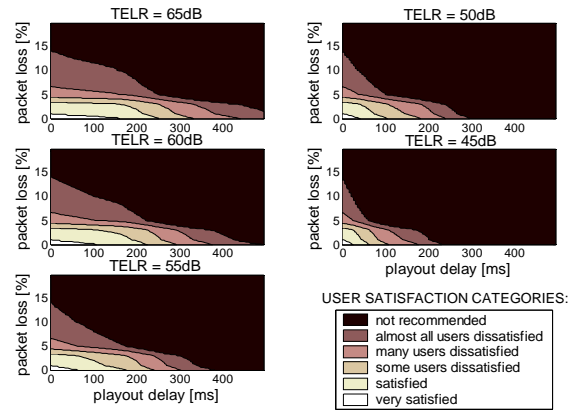 TELR = 65dB
packet loss [%]
15
10
5
0
0 100 200 300 400
TELR = 50dB
packet loss [%]
15
10
5
0
0 100 200 300 400
TELR = 60dB
packet loss [%]
15
10
5
0
0 100 200 300 400
TELR = 45dB
packet loss [%]
15
10
5
0
0 100 200 300 400
playout delay [ms]
TELR = 55dB
packet loss [%]
15
10
5
0
0 100 200 300 400
playout delay [ms]
USER SATISFACTION CATEGORIES:
not recommended
almost all users dissatisfied
many users dissatisfied
some users dissatisfied
satisfied
very satisfied